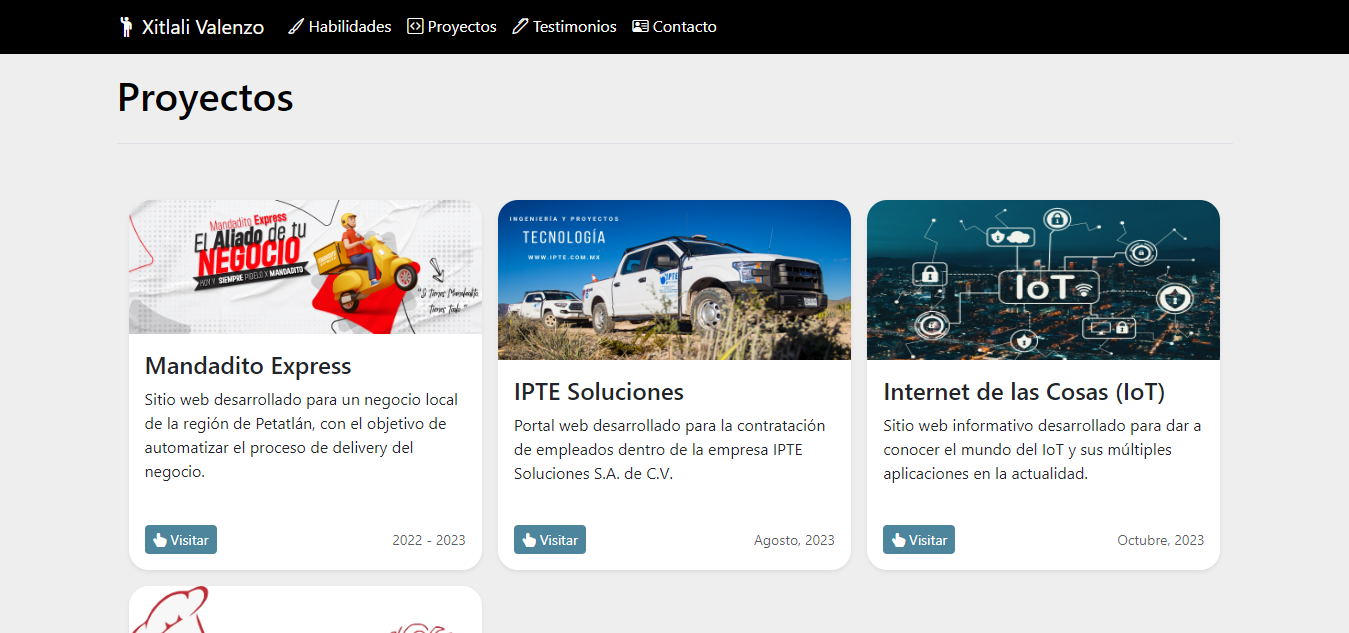 Xitlali Valenzo Habilidades Proyectos Testimonios Contacto
Proyectos
Mandadito Express
El Aliado de tu
NEGOCIO
HOY Y SIEMPRE PIDELO X MANDADITO
"Si Tienes Mandadito,
Tienes Todo"
Mandadito Express
Sitio web desarrollado para un negocio local
de la región de Petatlán, con el objetivo de
automatizar el proceso de delivery del
negocio.
Visitar 2022 - 2023
INGENIERÍA Y PROYECTOS
TECNOLOGÍA
WWW.IPTE.COM.MX
IPTE
IPTE Soluciones
Portal web desarrollado para la contratación
de empleados dentro de la empresa IPTE
Soluciones S.A. de C.V.
Visitar Agosto, 2023
IoT
Internet de las Cosas (IoT)
Sitio web informativo desarrollado para dar a
conocer el mundo del IoT y sus múltiples
aplicaciones en la actualidad.
Visitar Octubre, 2023